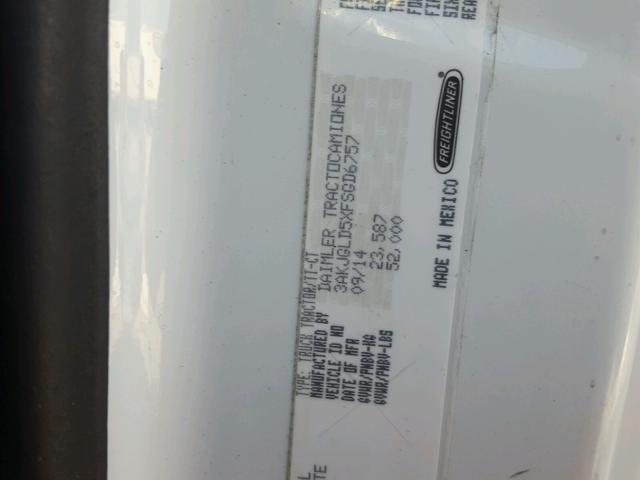 TYPE: TRUCK TRACTOR/TT-CT
MANUFACTURED BY DAIMLER TRACTOCAMIONES
VEHICLE ID NO 3AKJGLD5XFSGD6757
DATE OF MFR 09/14
GVWR/PNBV-KG 23,587
GVWR/PNBV-LBS 52,000
FREIGHTLINER
MADE IN MEXICO